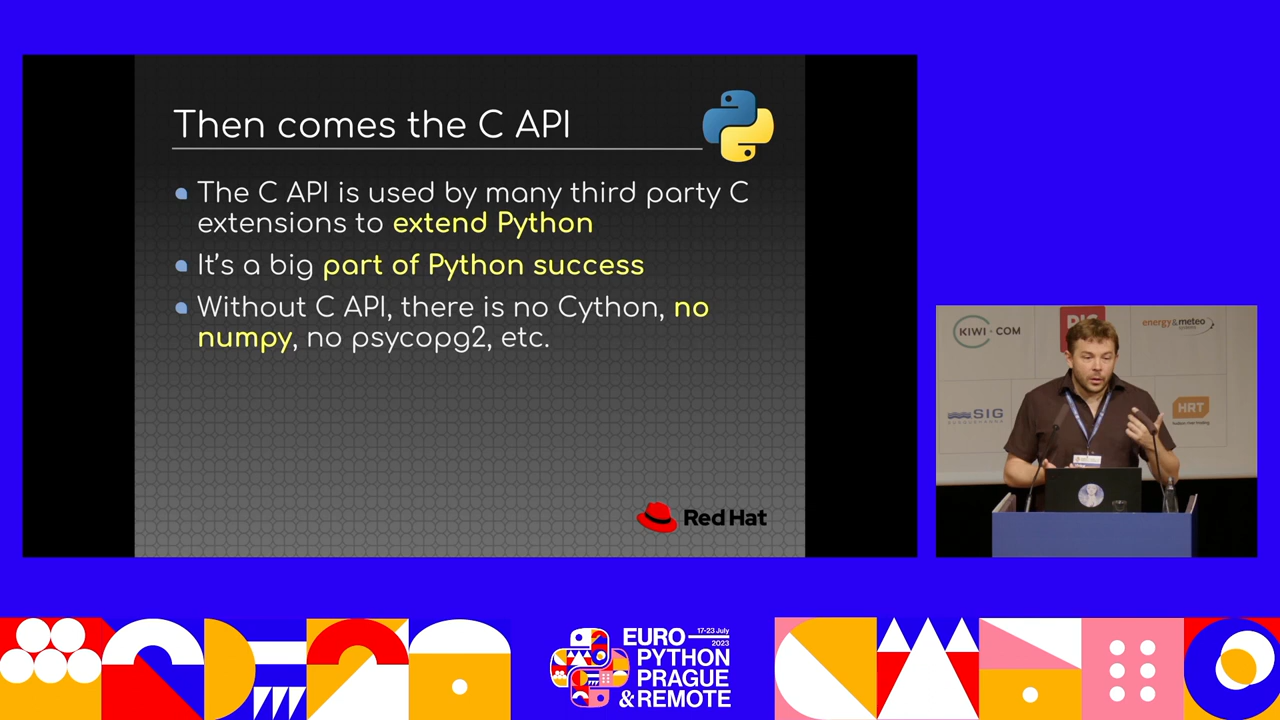 Then comes the C API
The C API is used by many third party C
extensions to extend Python
It's a big part of Python success
Without C API, there is no Cython, no
numpy, no psycopg2, etc.
Red Hat
KIWI.COM
energy&meteo
SIG
HRT
17-23 July
2023
EURO
PYTHON
PRAGUE
& REMOTE